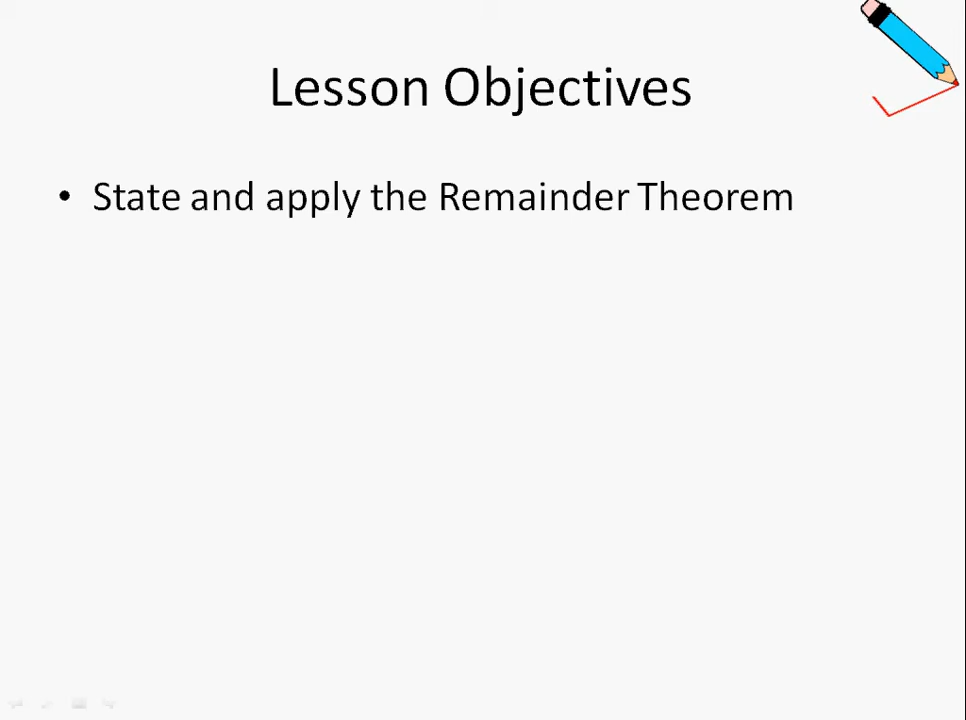 Lesson Objectives
• State and apply the Remainder Theorem